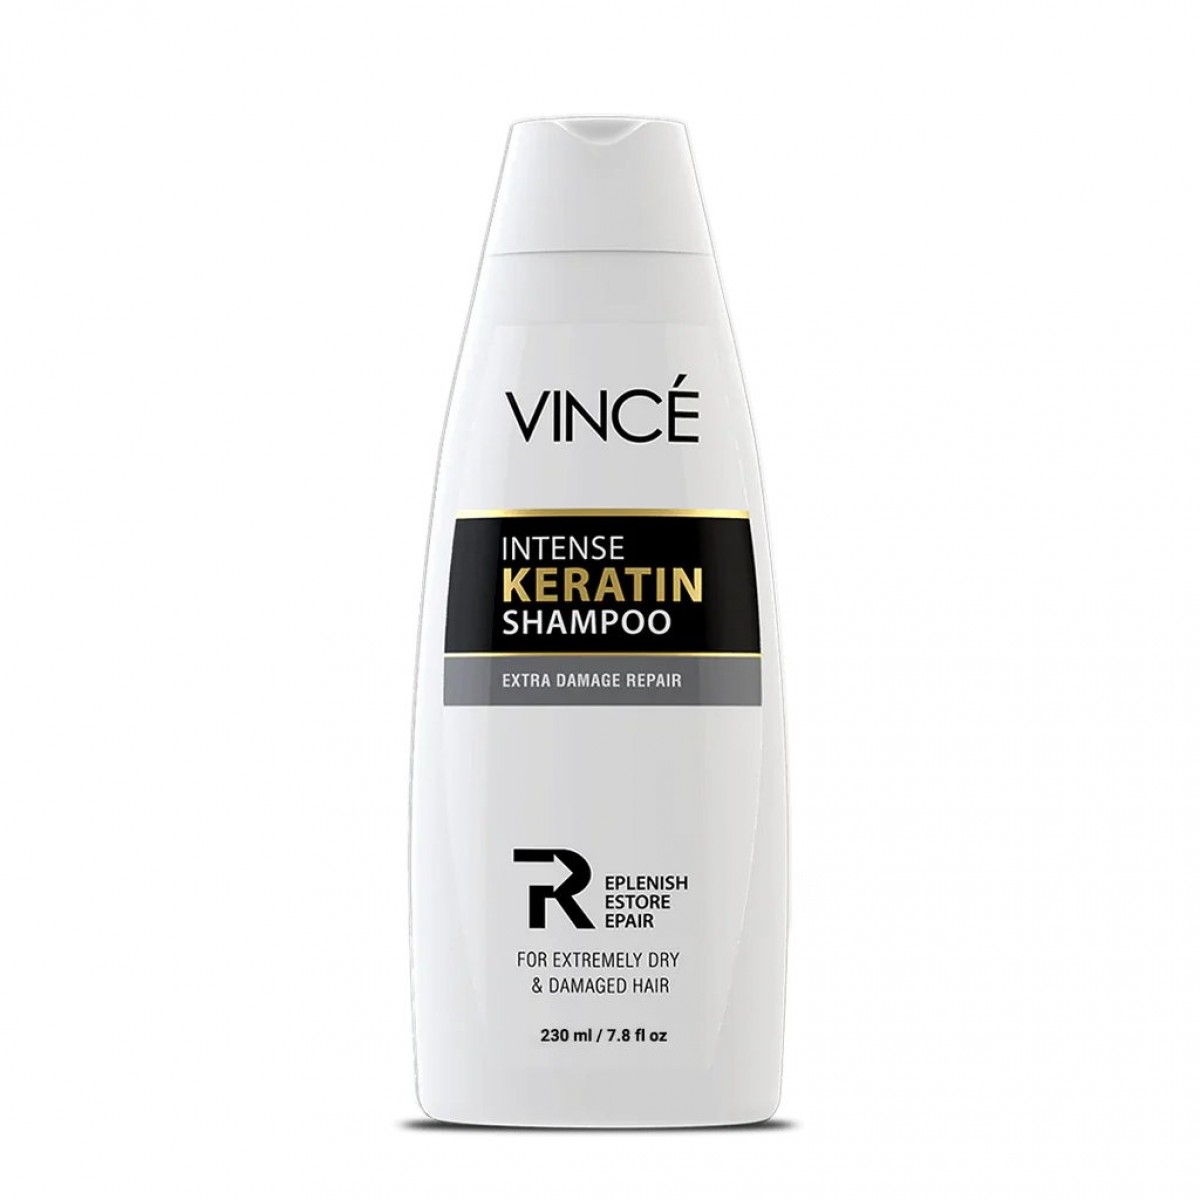 VINCÉ
INTENSE
KERATIN
SHAMPOO
EXTRA DAMAGE REPAIR
R EPLENISH
ESTORE
EPAIR
FOR EXTREMELY DRY
& DAMAGED HAIR
230 ml / 7.8 fl oz